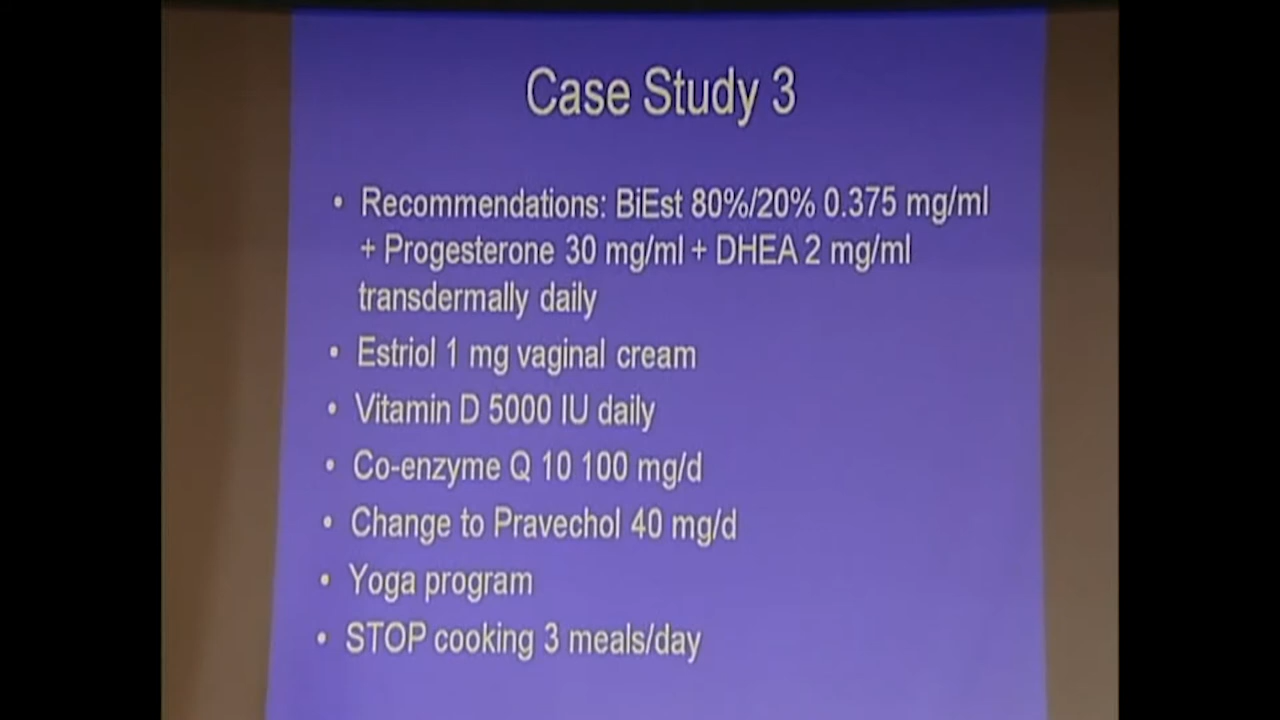 Case Study 3
• Recommendations: BiEst 80%/20% 0.375 mg/ml
+ Progesterone 30 mg/ml + DHEA 2 mg/ml
transdermally daily
• Estriol 1 mg vaginal cream
• Vitamin D 5000 IU daily
• Co-enzyme Q 10 100 mg/d
• Change to Pravechol 40 mg/d
• Yoga program
• STOP cooking 3 meals/day